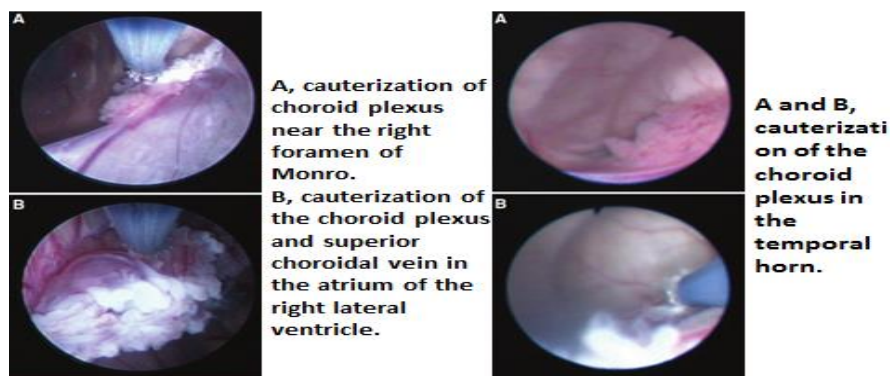 A
A, cauterization of
choroid plexus
near the right
foramen of
Monro.
B, cauterization of
the choroid plexus
and superior
choroidal vein in
the atrium of the
right lateral
ventricle.
B
A
A and B,
cauterizati
on of the
choroid
plexus in
the
temporal
horn.
B